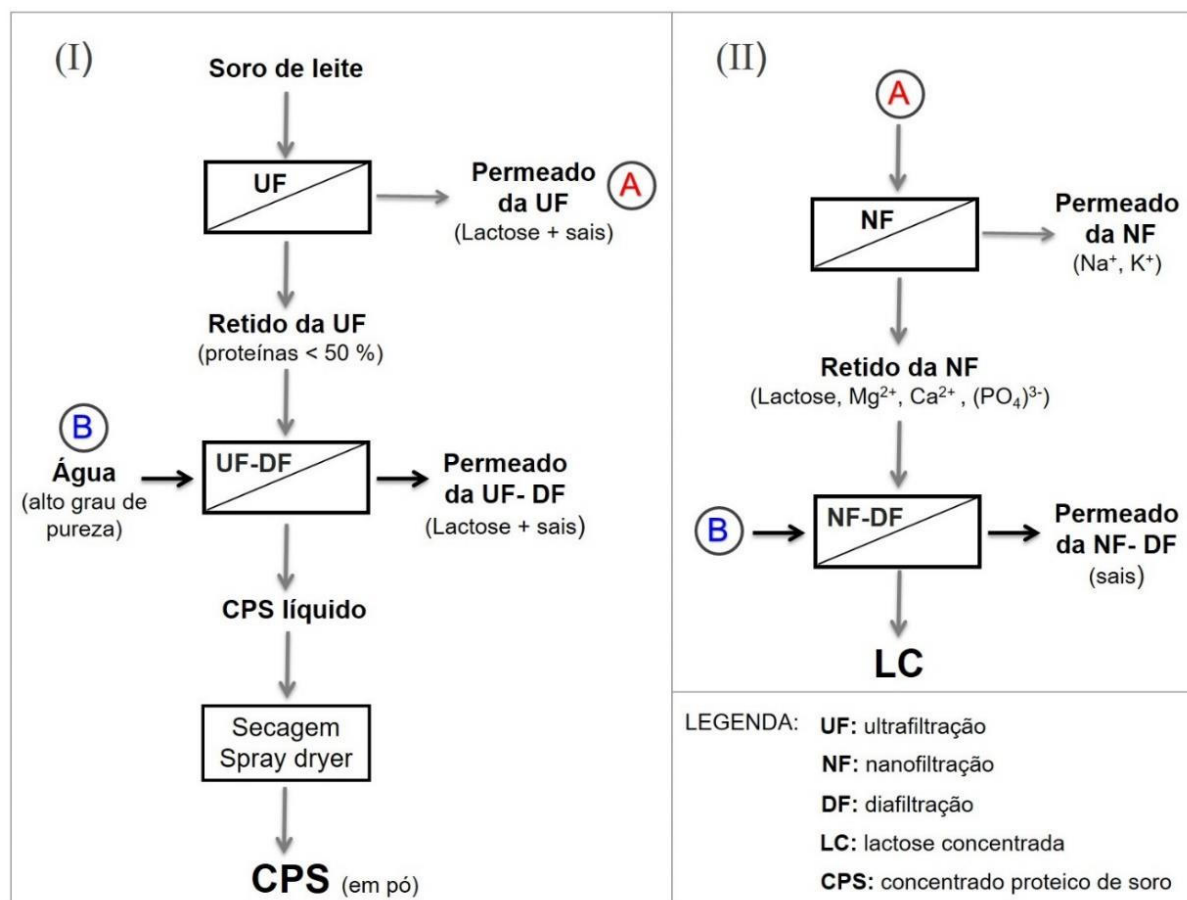 (I)
Soro de leite
UF
Permeado
da UF
(Lactose + sais)
A
Retido da UF
(proteínas < 50 %)
B
Água
(alto grau de
pureza)
UF-DF
Permeado
da UF- DF
(Lactose + sais)
CPS líquido
Secagem
Spray dryer
CPS (em pó)
(II)
A
NF
Permeado
da NF
(Na⁺, K⁺)
Retido da NF
(Lactose, Mg²⁺, Ca²⁺ , (PO₄)³⁻)
B
NF-DF
Permeado
da NF- DF
(sais)
LC
LEGENDA: UF: ultrafiltração
NF: nanofiltração
DF: diafiltração
LC: lactose concentrada
CPS: concentrado proteico de soro